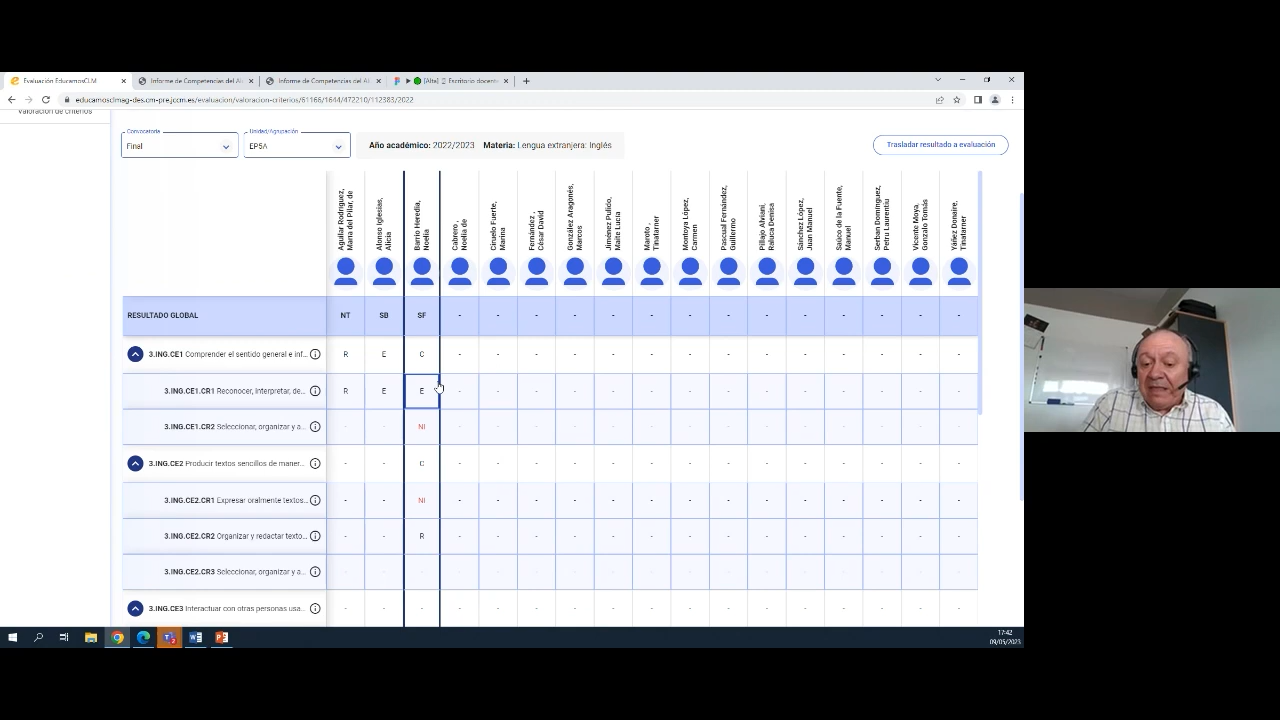 Evaluación EducamosCLM
Informe de Competencias del Al
Informe de Competencias del Al
[Alta] Escritorio docente
educamosclmag-des.cm-pre.jccm.es/evaluacion/valoracion-criterios/61166/1644/472210/112383/2022
Valoración de criterios
Convocatoria
Final
Unidad/Agrupación
EP5A
Año académico: 2022/2023 Materia: Lengua extranjera: Inglés
Trasladar resultado a evaluación
Aguilar Rodríguez, María del Pilar, de
Alonso Iglesias, Alicia
Barrio Heredia, Noelia
Cabrero , Noelia de
Ciruelo Fuerte, Marina
Fernández , César David
González Aragonés, Marcos
Jiménez Pulido, Maite Lucia
Maroto , Tinatarner
Montoya López, Carmen
Pascual Fernández, Guillermo
Pillajo Alviani, Raluca Denisa
Sánchez López, Juan Manuel
Saúco de la Fuente, Manuel
Serban Domínguez, Petru Laurentiu
Vicente Moya, Gonzalo Tomás
Yáñez Donaire, Tinatarner
RESULTADO GLOBAL NT SB SF - - - - - - - - - - - - - -
3.ING.CE1 Comprender el sentido general e inf... R E C - - - - - - - - - - - - - -
3.ING.CE1.CR1 Reconocer, interpretar, de... R E E - - - - - - - - - - - - -
3.ING.CE1.CR2 Seleccionar, organizar y a... - - NI - - - - - - - - - - - - - -
3.ING.CE2 Producir textos sencillos de maner... - - C - - - - - - - - - - - - - -
3.ING.CE2.CR1 Expresar oralmente textos... - - NI - - - - - - - - - - - - - -
3.ING.CE2.CR2 Organizar y redactar texto... - - R - - - - - - - - - - - - - -
3.ING.CE2.CR3 Seleccionar, organizar y a... - - - - - - - - - - - - - - - - -
3.ING.CE3 Interactuar con otras personas usa... - - - - - - - - - - - - - - - - -
17:42
09/05/2023